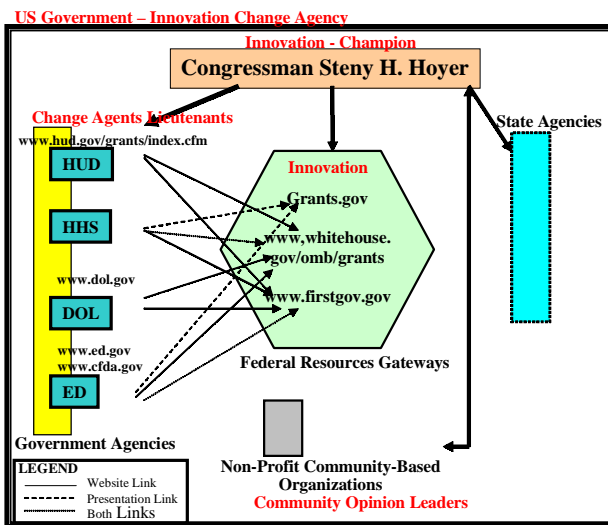 US Government – Innovation Change Agency
Innovation - Champion
Congressman Steny H. Hoyer
Change Agents Lieutenants
State Agencies
www.hud.gov/grants/index.cfm
HUD
Innovation
Grants.gov
HHS
www,whitehouse.
gov/omb/grants
www.dol.gov
www.firstgov.gov
DOL
www.ed.gov
www.cfda.gov
Federal Resources Gateways
ED
Government Agencies
Non-Profit Community-Based
Organizations
Community Opinion Leaders
LEGEND
Website Link
Presentation Link
Both Links